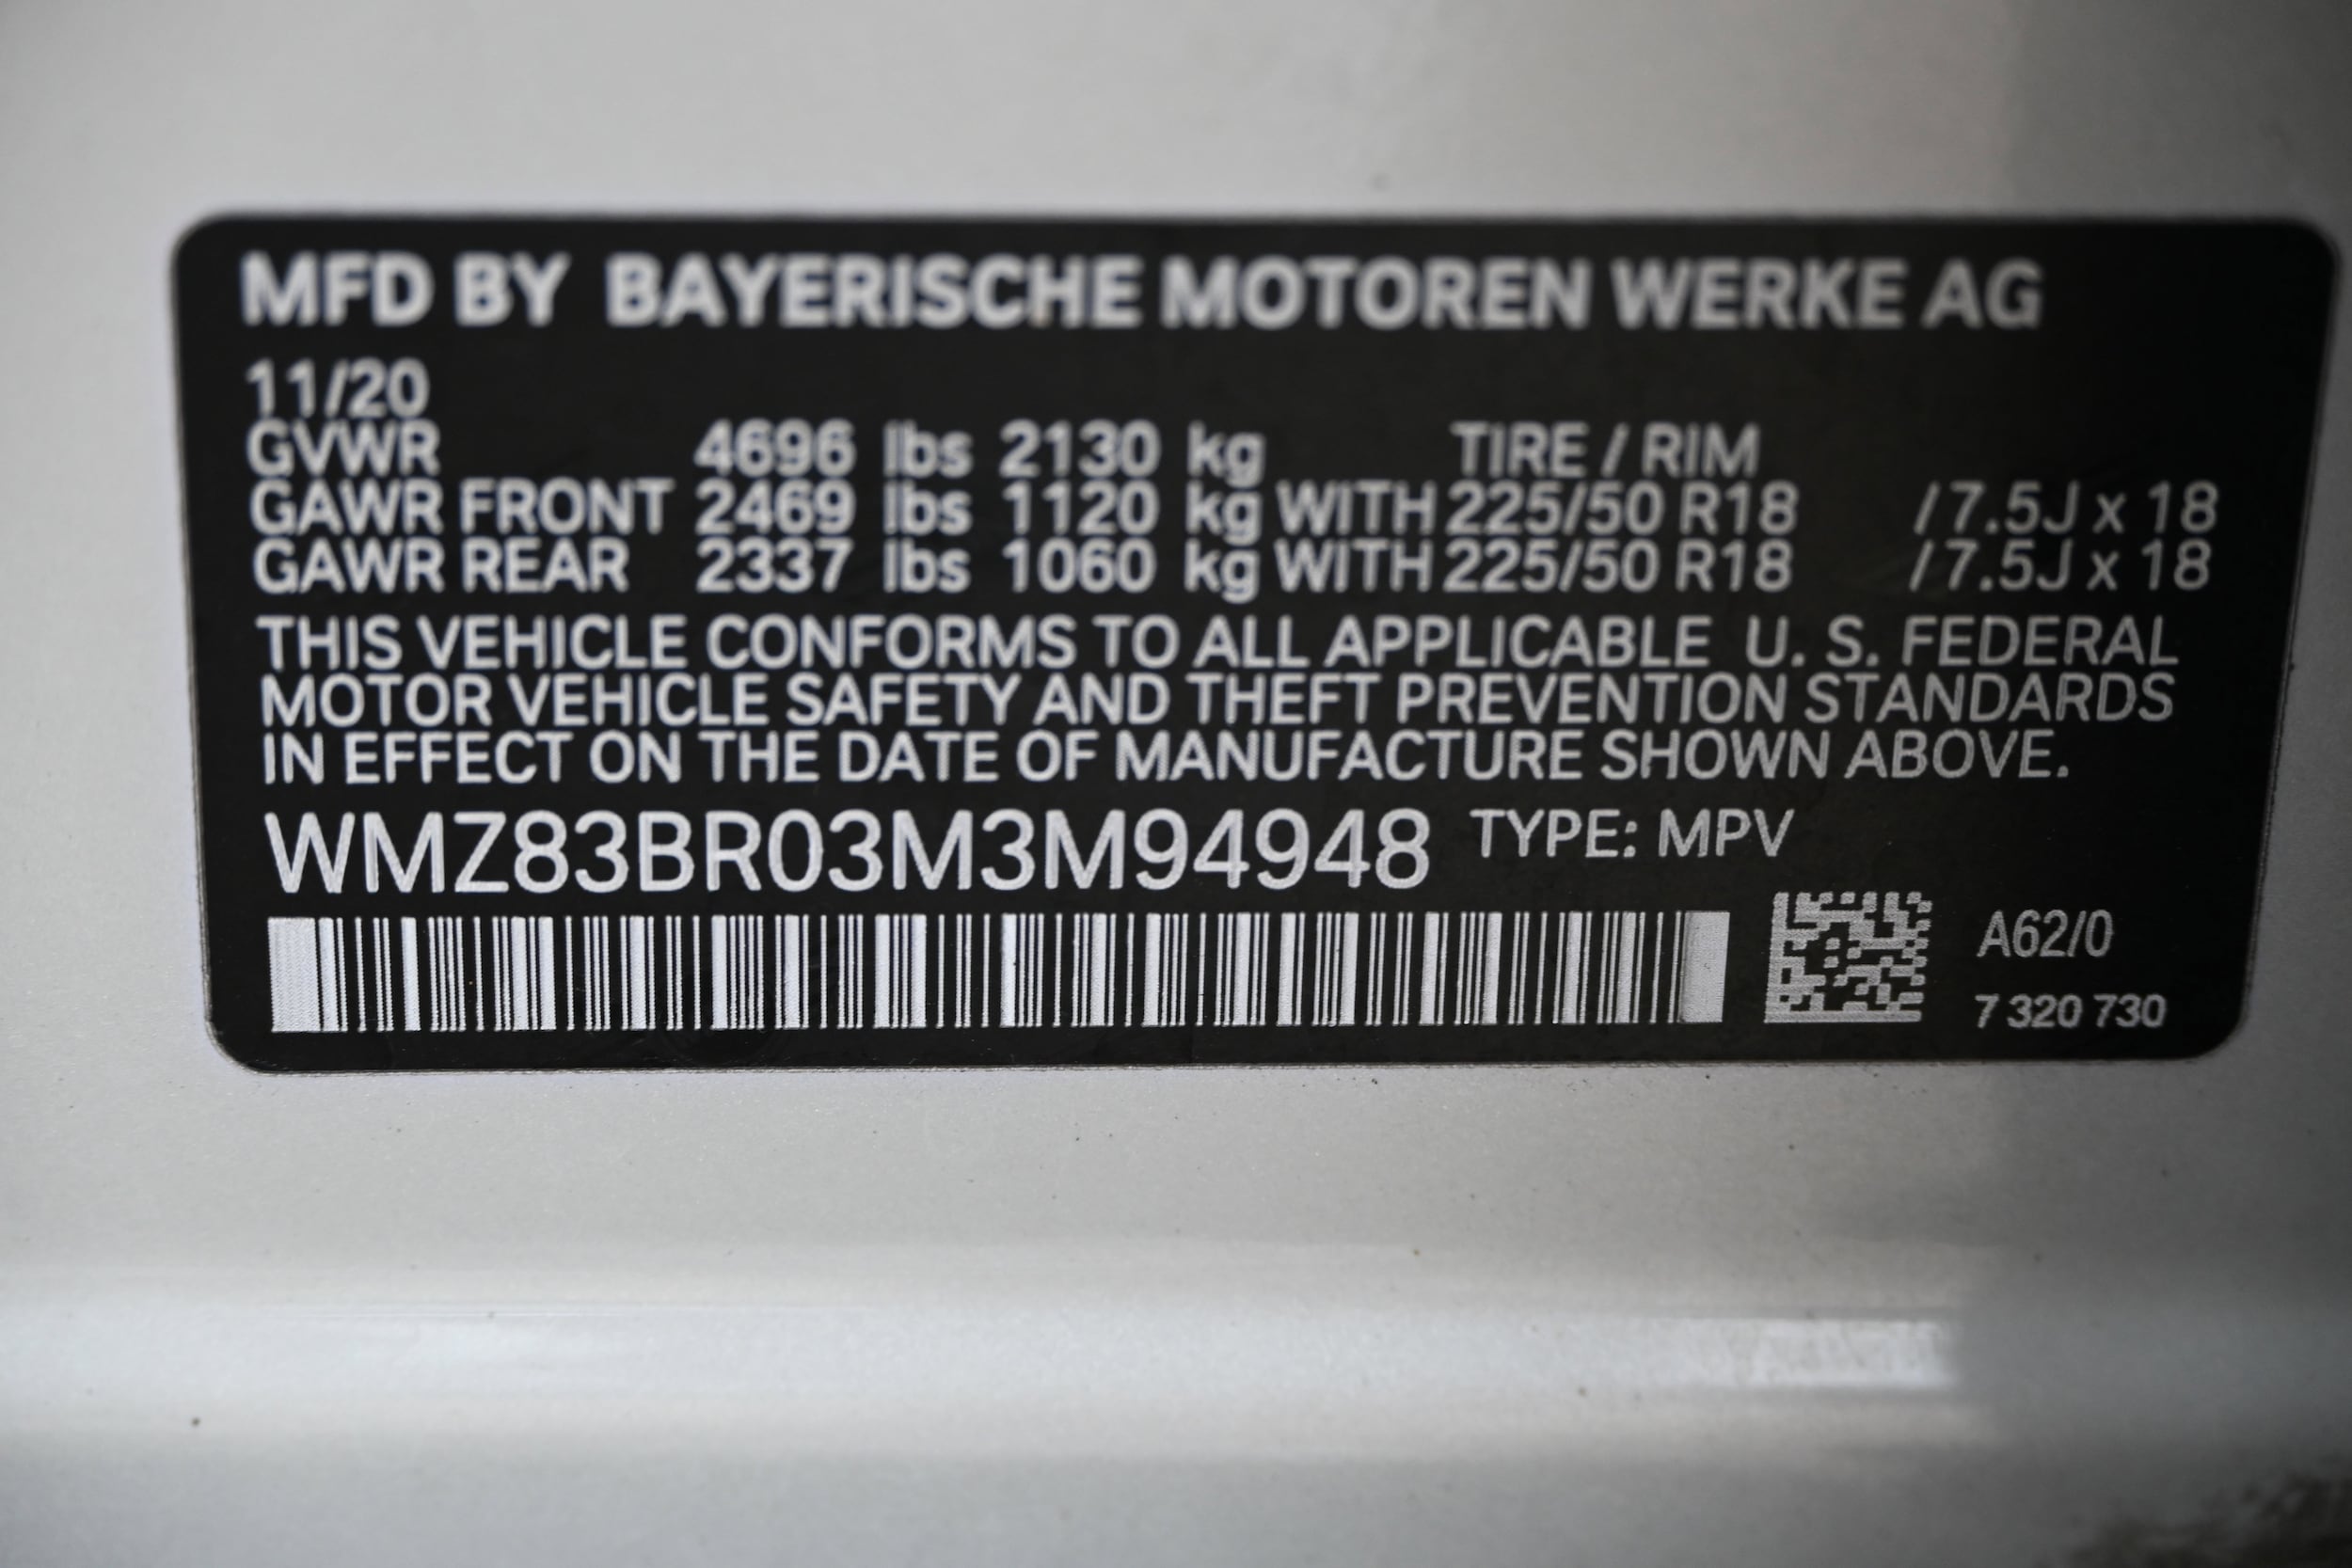 MFD BY BAYERISCHE MOTOREN WERKE AG
11/20
GVWR 4696 lbs 2130 kg TIRE / RIM
GAWR FRONT 2469 lbs 1120 kg WITH 225/50 R18 / 7.5J x 18
GAWR REAR 2337 lbs 1060 kg WITH 225/50 R18 / 7.5J x 18
THIS VEHICLE CONFORMS TO ALL APPLICABLE U. S. FEDERAL
MOTOR VEHICLE SAFETY AND THEFT PREVENTION STANDARDS
IN EFFECT ON THE DATE OF MANUFACTURE SHOWN ABOVE.
WMZ83BR03M3M94948 TYPE: MPV
A62/0
7 320 730